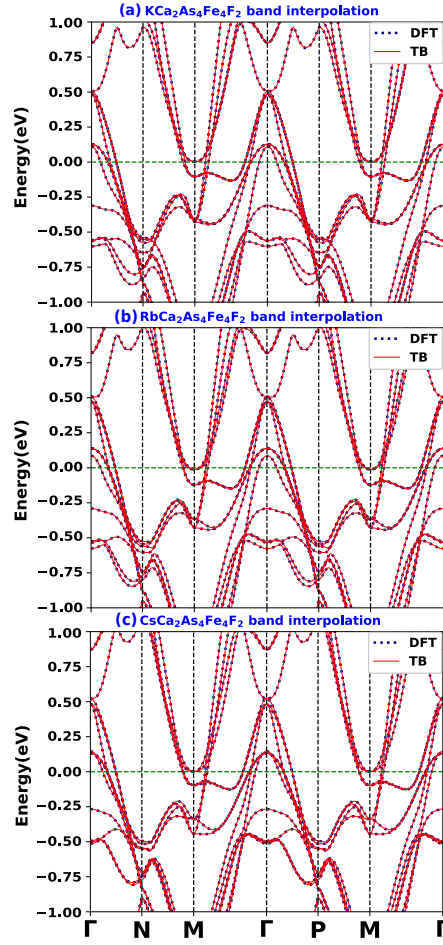 (a) KCa₂As₄Fe₄F₂ band interpolation
1.00
0.75
0.50
0.25
0.00
−0.25
−0.50
−0.75
−1.00
Energy(eV)
DFT
TB
(b) RbCa₂As₄Fe₄F₂ band interpolation
1.00
0.75
0.50
0.25
0.00
−0.25
−0.50
−0.75
−1.00
Energy(eV)
DFT
TB
(c) CsCa₂As₄Fe₄F₂ band interpolation
1.00
0.75
0.50
0.25
0.00
−0.25
−0.50
−0.75
−1.00
Energy(eV)
DFT
TB
Γ N M Γ P M Γ